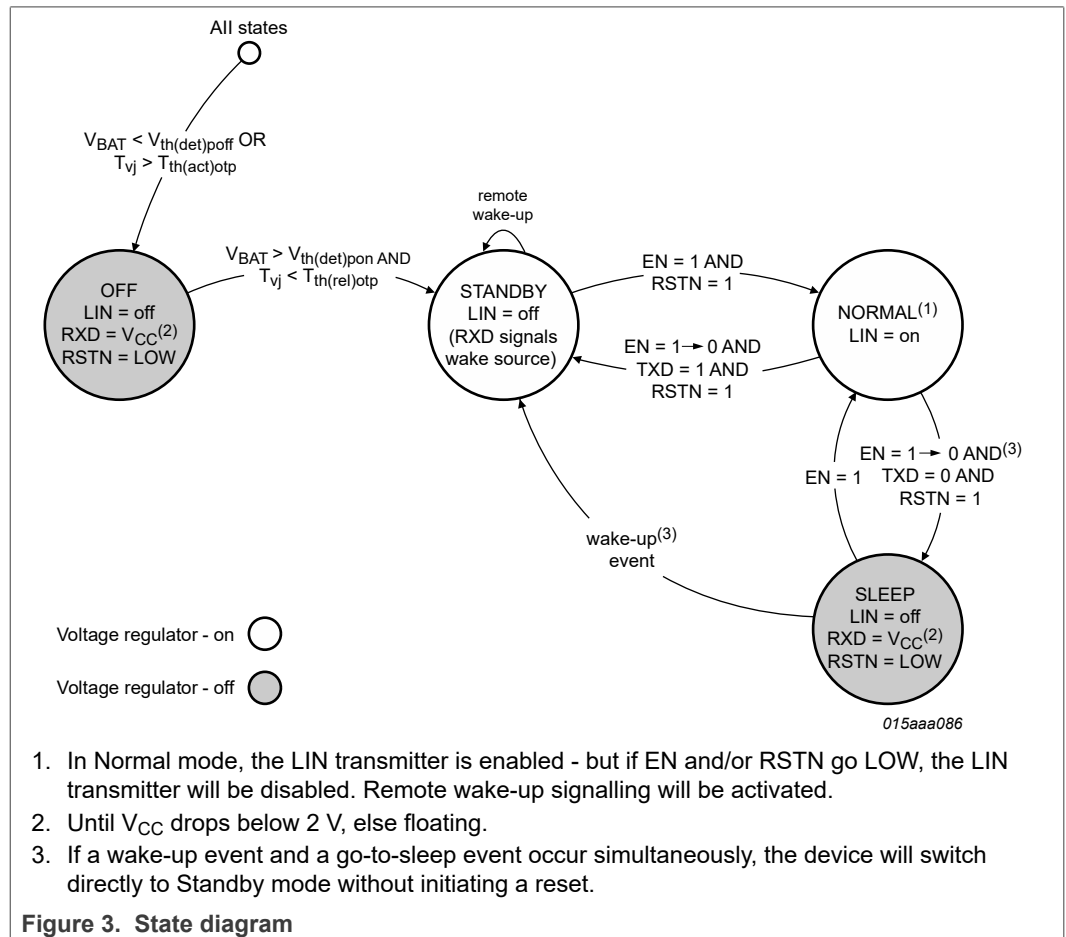 All states
V_BAT < V_th(det)poff OR
T_vj > T_th(act)otp
remote
wake-up
V_BAT > V_th(det)pon AND
T_vj < T_th(rel)otp
EN = 1 AND
RSTN = 1
OFF
LIN = off
RXD = V_CC(2)
RSTN = LOW
STANDBY
LIN = off
(RXD signals
wake source)
NORMAL(1)
LIN = on
EN = 1→ 0 AND
TXD = 1 AND
RSTN = 1
EN = 1
EN = 1→ 0 AND(3)
TXD = 0 AND
RSTN = 1
wake-up(3)
event
SLEEP
LIN = off
RXD = V_CC(2)
RSTN = LOW
Voltage regulator - on
Voltage regulator - off
015aaa086
1. In Normal mode, the LIN transmitter is enabled - but if EN and/or RSTN go LOW, the LIN
transmitter will be disabled. Remote wake-up signalling will be activated.
2. Until V_CC drops below 2 V, else floating.
3. If a wake-up event and a go-to-sleep event occur simultaneously, the device will switch
directly to Standby mode without initiating a reset.
Figure 3. State diagram